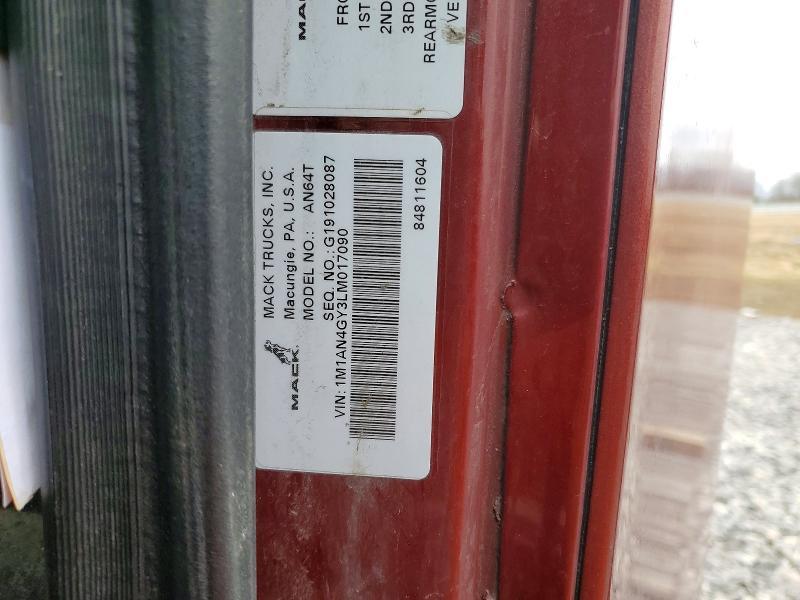 MACK
FRO
1ST
2ND
3RD
REARMO
VE
MACK
MACK TRUCKS, INC.
Macungie, PA, U.S.A.
MODEL NO.: AN64T
SEQ. NO.: G191028087
VIN: 1M1AN4GY3LM017090
84811604